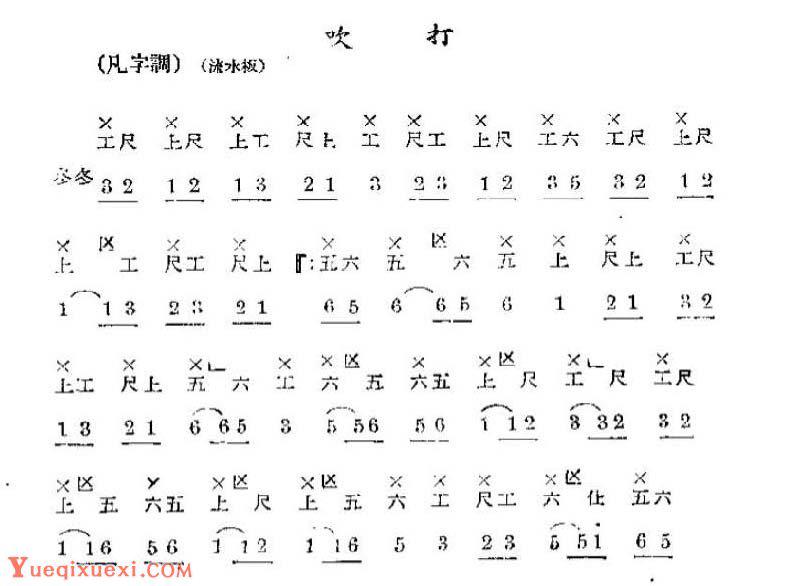 吹 打
(凡字調) (流水板)
× × × × × × × × × ×
工尺 上尺 上工 尺上 工 尺工 上尺 工六 工尺 上尺
冬冬 3 2 1 2 1 3 2 1 3 2 3 1 2 3 5 3 2 1 2
× 区 × × × × 区 × × × ×
上 工 尺工 尺上 五六 五 六 五 上 尺上 工尺
1 1 3 2 3 2 1 6 5 6 6 5 6 1 2 1 3 2
× × ×∟ × × 区 × × 区 ×∟ ×
上工 尺上 五 六 工 六 五 六五 上 尺 工 尺 工尺
1 3 2 1 6 6 5 3 5 5 6 5 6 1 1 2 3 3 2 3 2
× 区 × × 区 × 区 × × × × 区 ×
上 五 六五 上 尺 上 五 六 工 尺工 六 仩 五六
1 1 6 5 6 1 1 2 1 1 6 5 3 2 3 5 5 1 6 5
Yueqixuexi.com